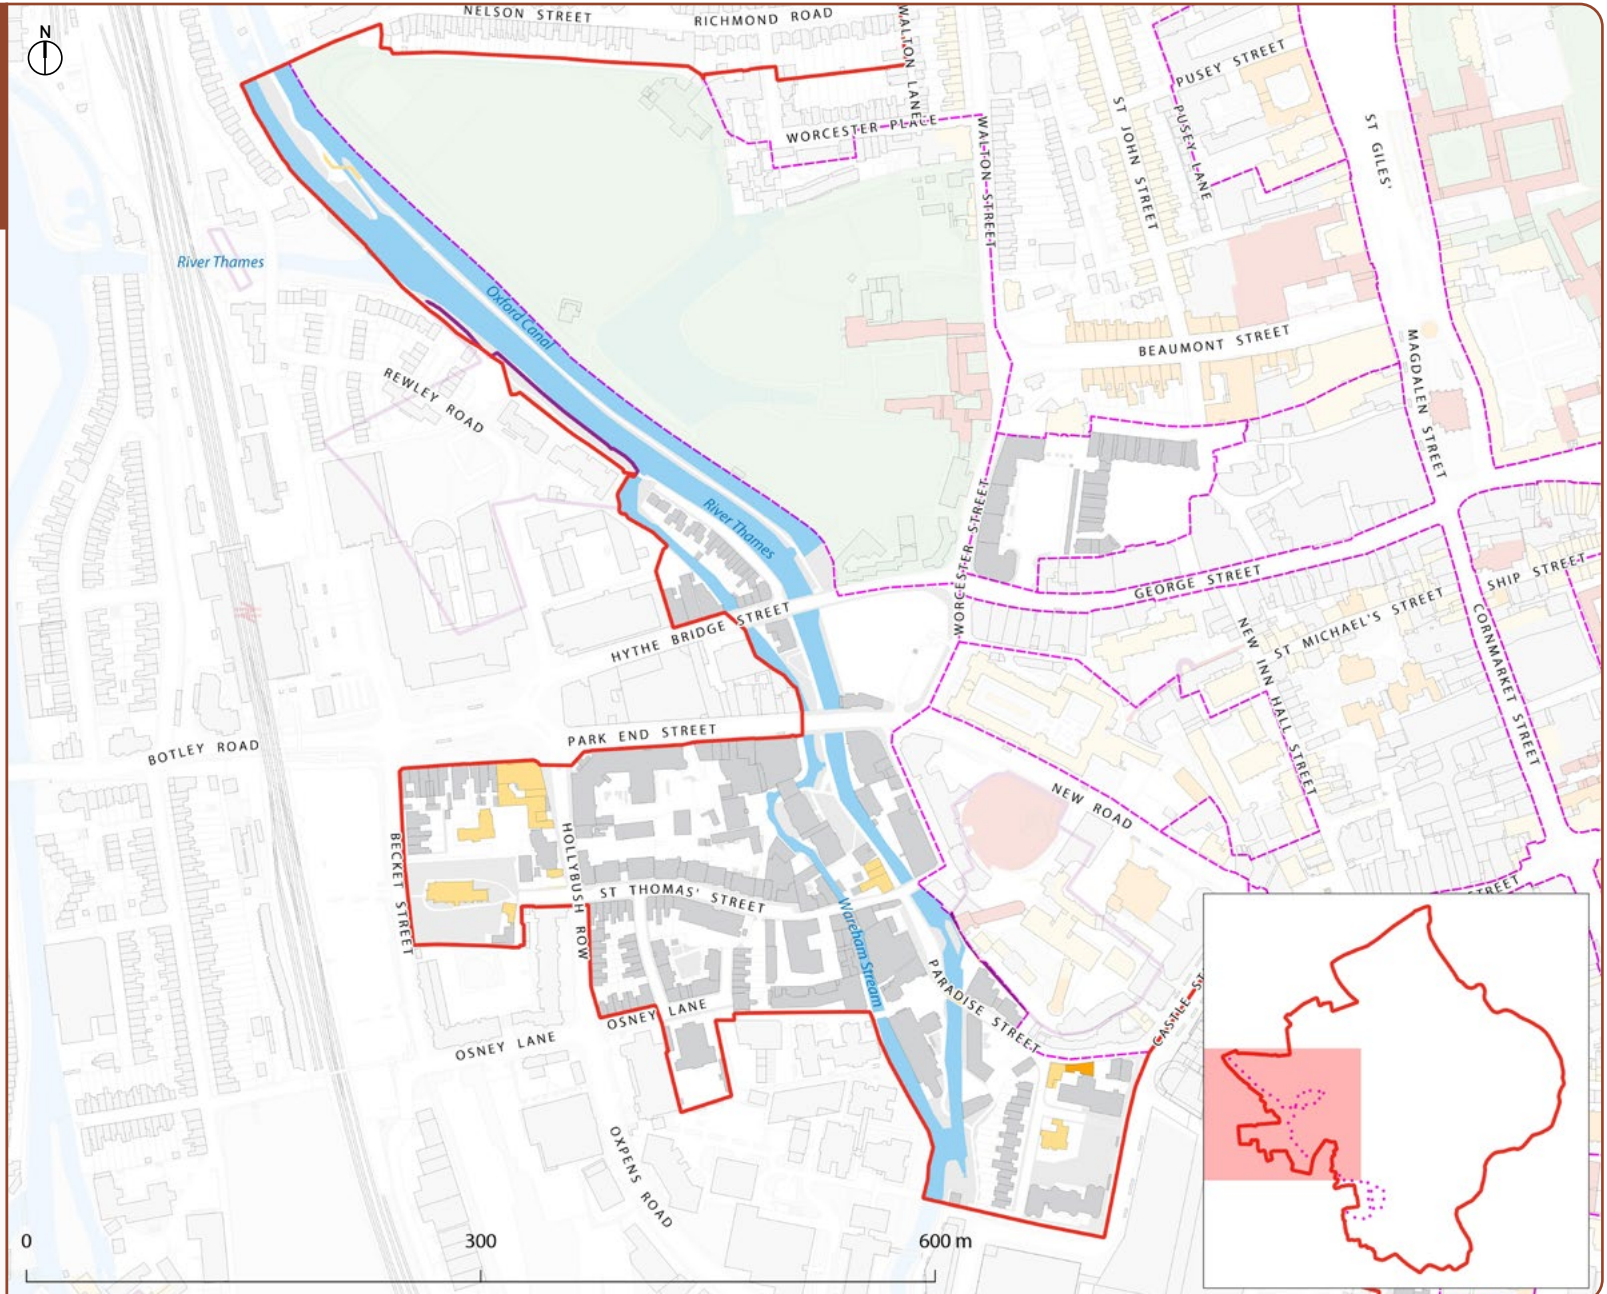 NELSON STREET
RICHMOND ROAD
WALTON LANE
N
PUSEY STREET
PUSEY LANE
ST JOHN STREET
ST GILES'
WORCESTER PLACE
WALTON STREET
River Thames
Oxford Canal
BEAUMONT STREET
MAGDALEN STREET
REWLEY ROAD
River Thames
WORCESTER STREET
GEORGE STREET
SHIP STREET
HYTHE BRIDGE STREET
ST MICHAEL'S STREET
NEW INN HALL STREET
CORNMARKET STREET
PARK END STREET
BOTLEY ROAD
NEW ROAD
BECKET STREET
HOLLYBUSH ROW
ST THOMAS' STREET
STREET
Wareham Stream
PARADISE STREET
CASTLE ST
OSNEY LANE
OSNEY LANE
OXPENS ROAD
0 300 600 m